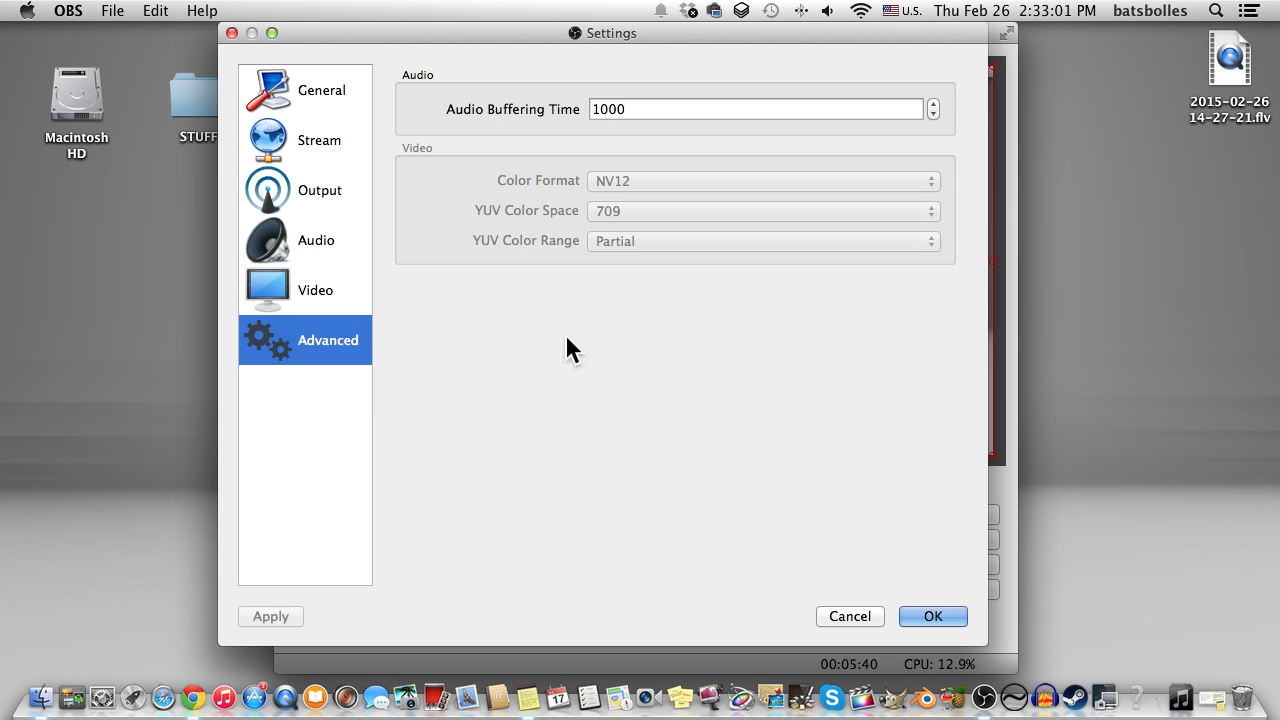 OBS File Edit Help U.S. Thu Feb 26 2:33:01 PM batsbolles
Settings
Macintosh
HD
STUFF
2015-02-26
14-27-21.flv
General
Stream
Output
Audio
Video
Advanced
Audio
Audio Buffering Time 1000
Video
Color Format NV12
YUV Color Space 709
YUV Color Range Partial
Apply Cancel OK
00:05:40 CPU: 12.9%
17